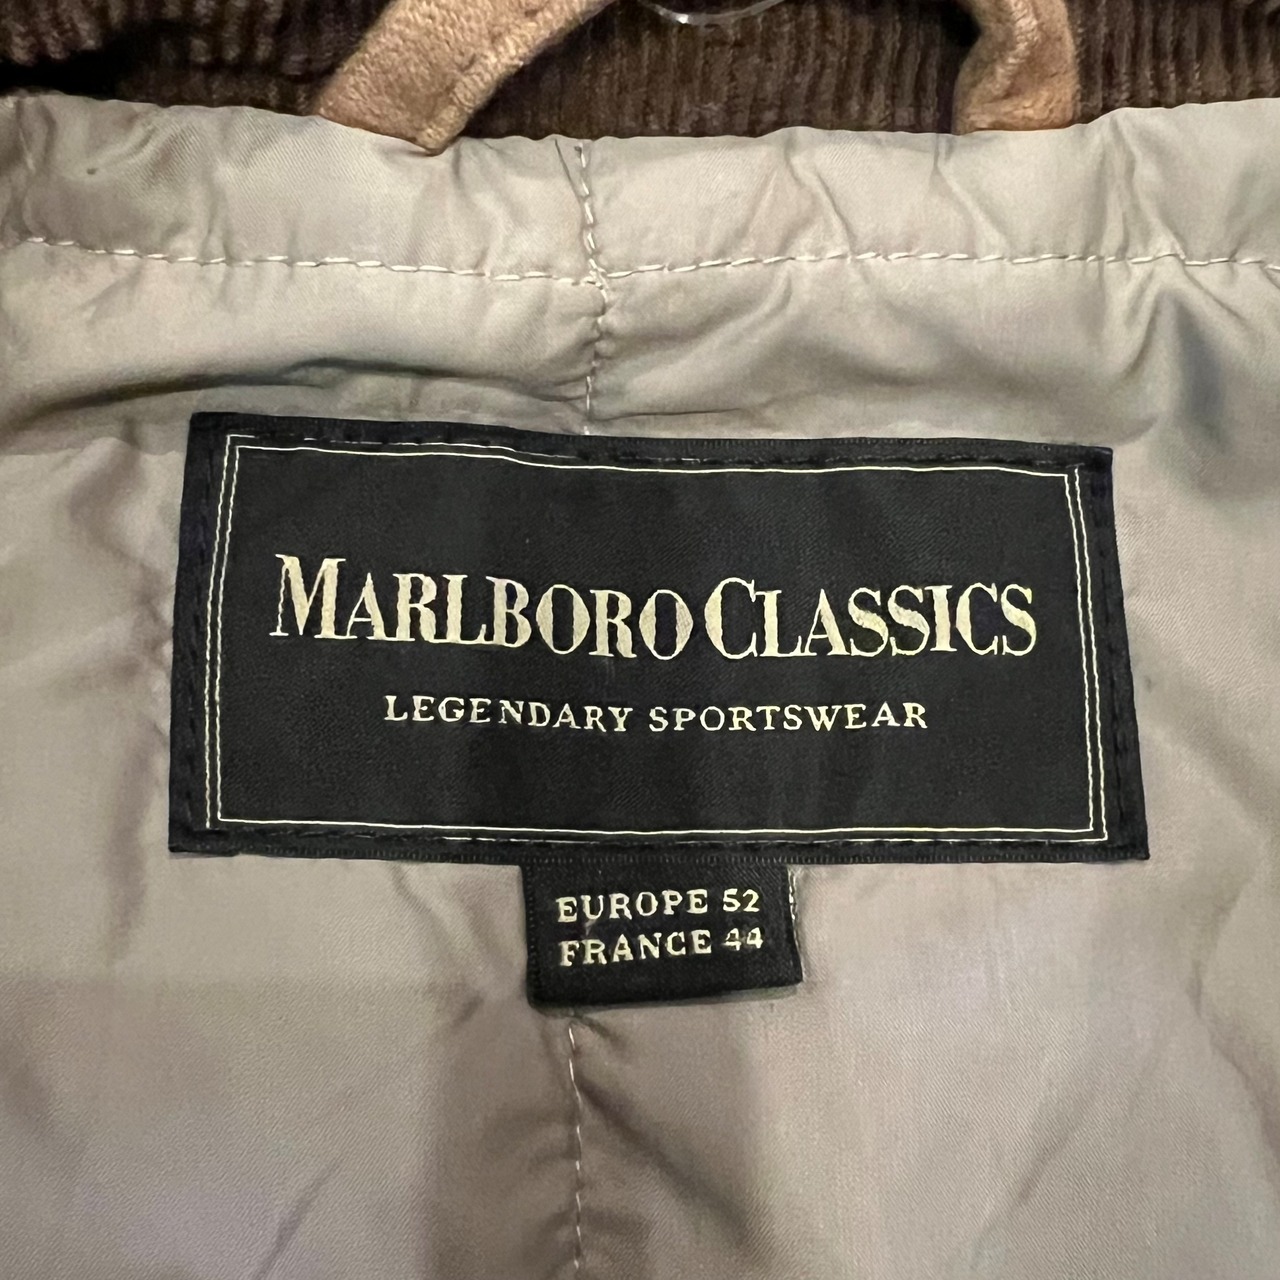 MARLBORO CLASSICS
LEGENDARY SPORTSWEAR
EUROPE 52
FRANCE 44